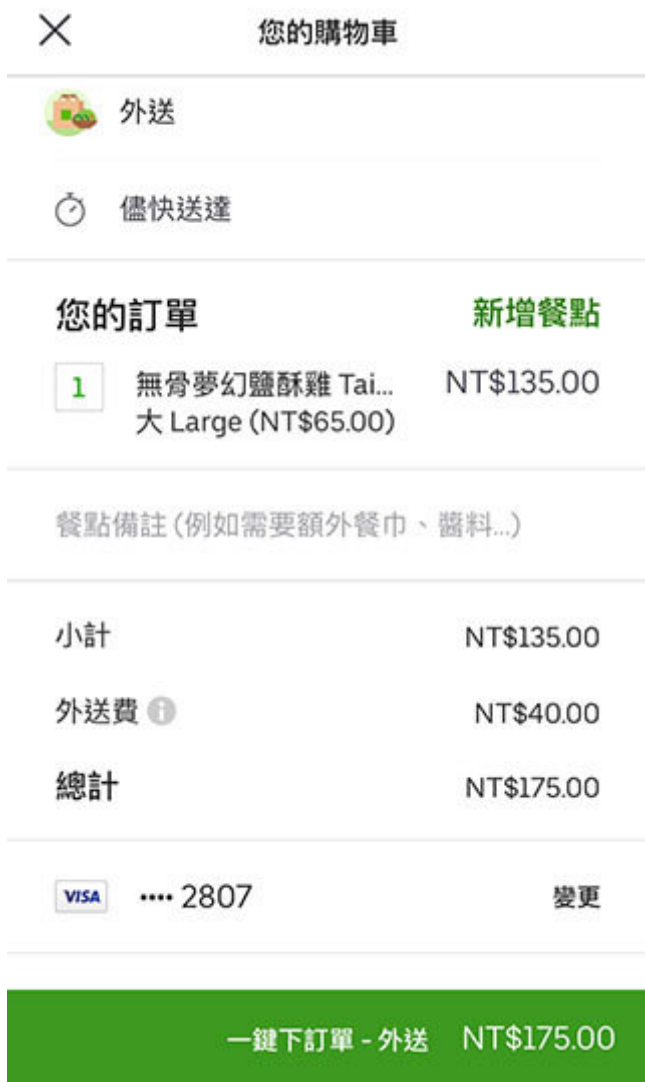 您的購物車
外送
儘快送達
您的訂單 新增餐點
1 無骨夢幻鹽酥雞 Tai... NT$135.00
大 Large (NT$65.00)
餐點備註 (例如需要額外餐巾、醬料...)
小計 NT$135.00
外送費 NT$40.00
總計 NT$175.00
VISA •••• 2807 變更
一鍵下訂單 - 外送 NT$175.00